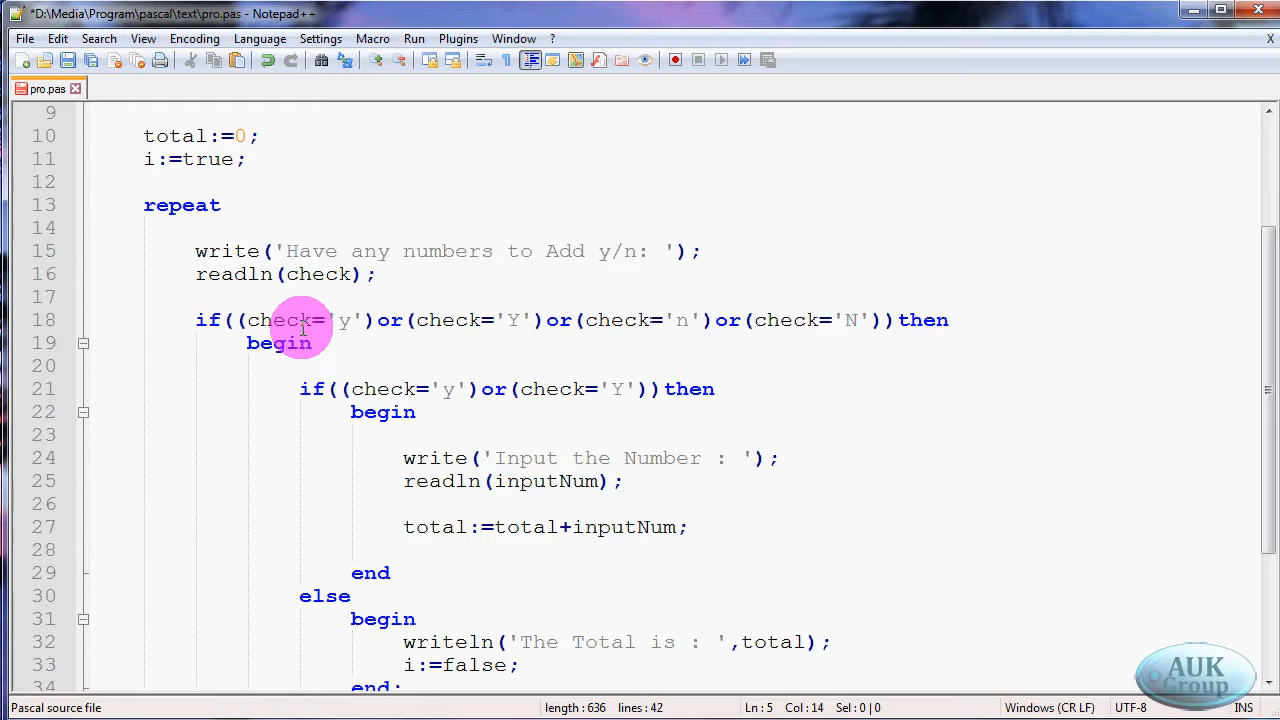 *D:\Media\Program\pascal\text\pro.pas - Notepad++
File Edit Search View Encoding Language Settings Macro Run Plugins Window ? X
pro.pas
9
10 total:=0;
11 i:=true;
12
13 repeat
14
15 write('Have any numbers to Add y/n: ');
16 readln(check);
17
18 if((check='y')or(check='Y')or(check='n')or(check='N'))then
19 begin
20
21 if((check='y')or(check='Y'))then
22 begin
23
24 write('Input the Number : ');
25 readln(inputNum);
26
27 total:=total+inputNum;
28
29 end
30 else
31 begin
32 writeln('The Total is : ',total);
33 i:=false;
34 end;
AUK
Group
Pascal source file length : 636 lines : 42 Ln : 5 Col : 14 Sel : 0 | 0 Windows (CR LF) UTF-8 INS